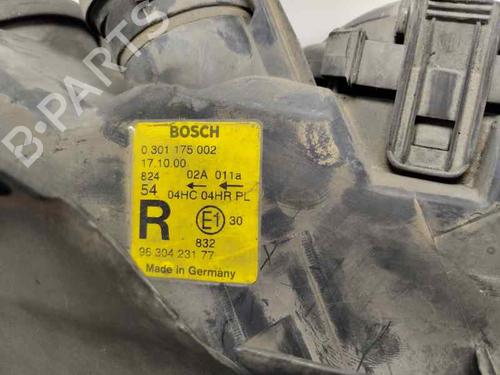 BOSCH
0 301 175 002
17.10.00
824 02A 011a
54 ← ←
04HC 04HR PL
R E1 30
832
96 304 231 77
Made in Germany
B-PARTS